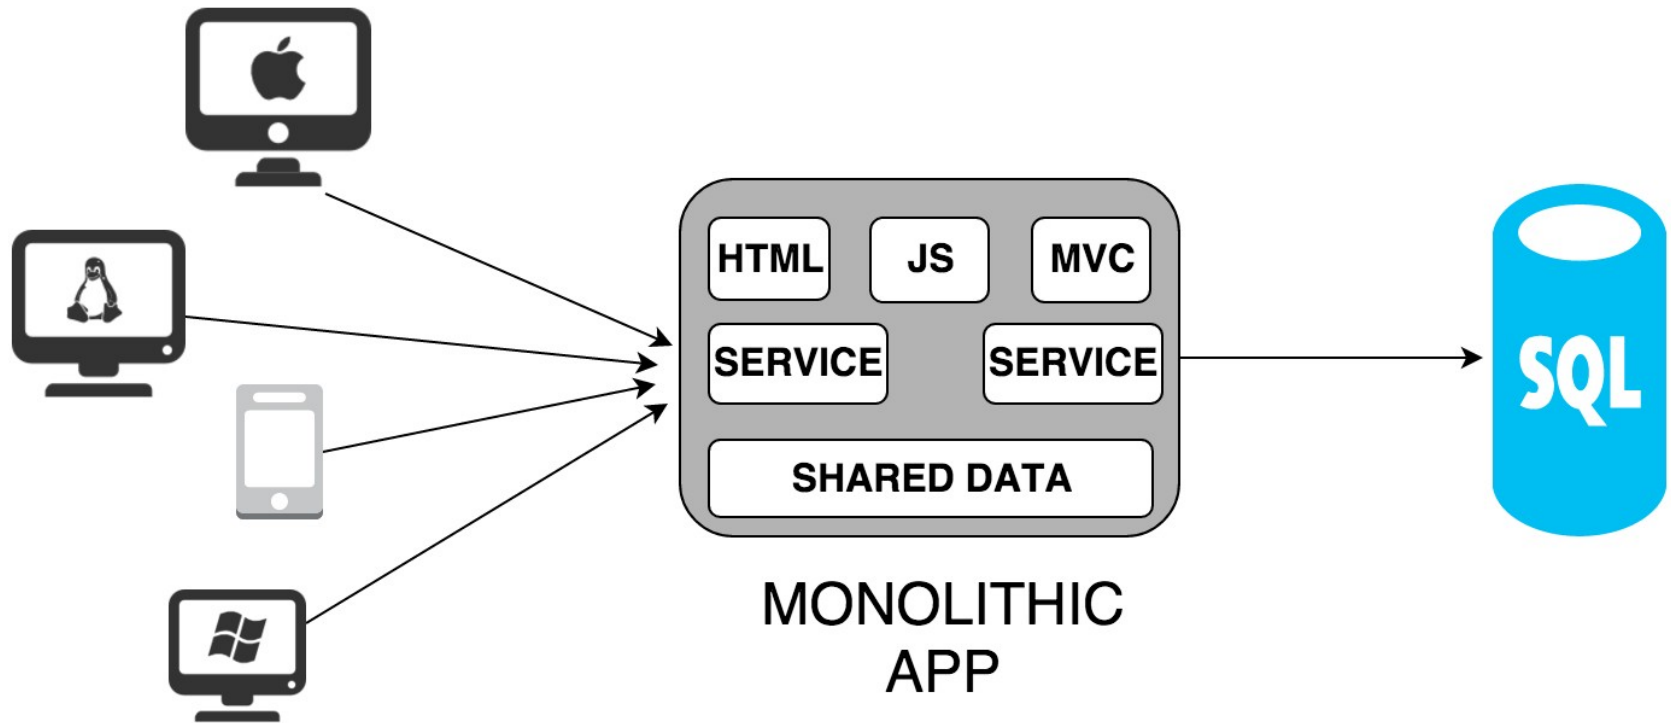 HTML
JS
MVC
SERVICE
SERVICE
SHARED DATA
SQL
MONOLITHIC
APP